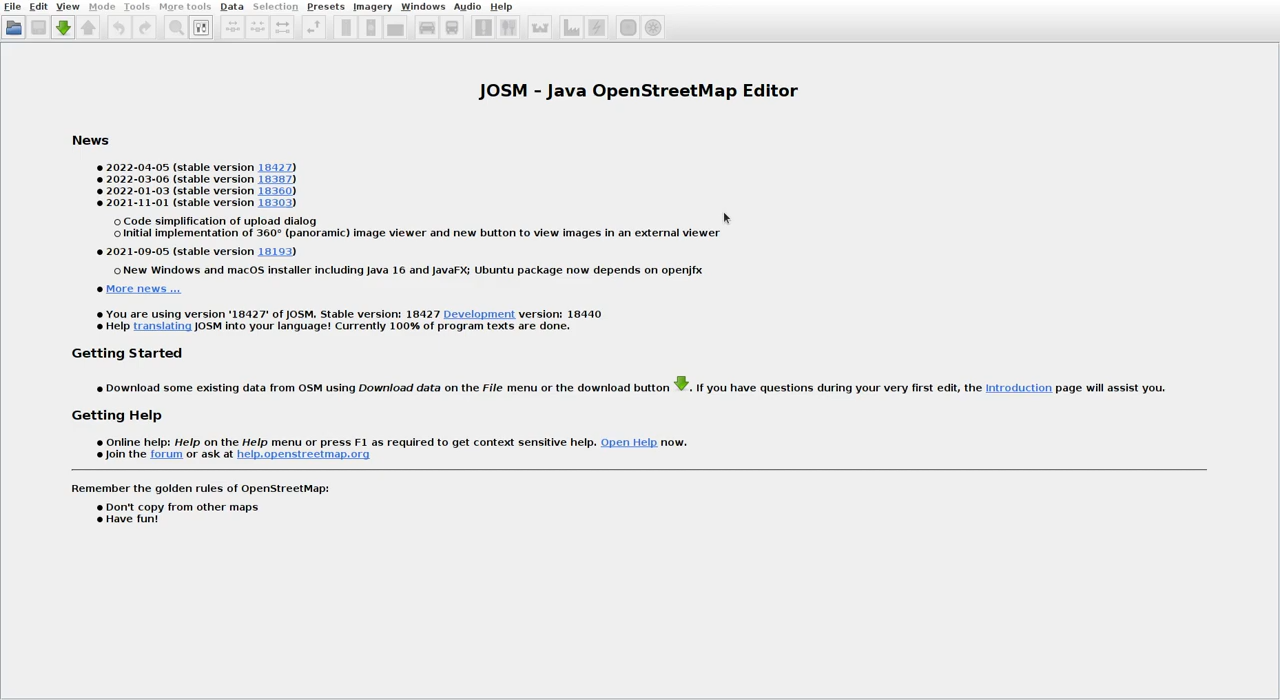 File Edit View Mode Tools More tools Data Selection Presets Imagery Windows Audio Help
JOSM – Java OpenStreetMap Editor
News
2022-04-05 (stable version 18427)
2022-03-06 (stable version 18387)
2022-01-03 (stable version 18360)
2021-11-01 (stable version 18303)
Code simplification of upload dialog
Initial implementation of 360° (panoramic) image viewer and new button to view images in an external viewer
2021-09-05 (stable version 18193)
New Windows and macOS installer including Java 16 and JavaFX; Ubuntu package now depends on openjfx
More news ...
You are using version '18427' of JOSM. Stable version: 18427 Development version: 18440
Help translating JOSM into your language! Currently 100% of program texts are done.
Getting Started
Download some existing data from OSM using Download data on the File menu or the download button . If you have questions during your very first edit, the Introduction page will assist you.
Getting Help
Online help: Help on the Help menu or press F1 as required to get context sensitive help. Open Help now.
Join the forum or ask at help.openstreetmap.org
Remember the golden rules of OpenStreetMap:
Don't copy from other maps
Have fun!